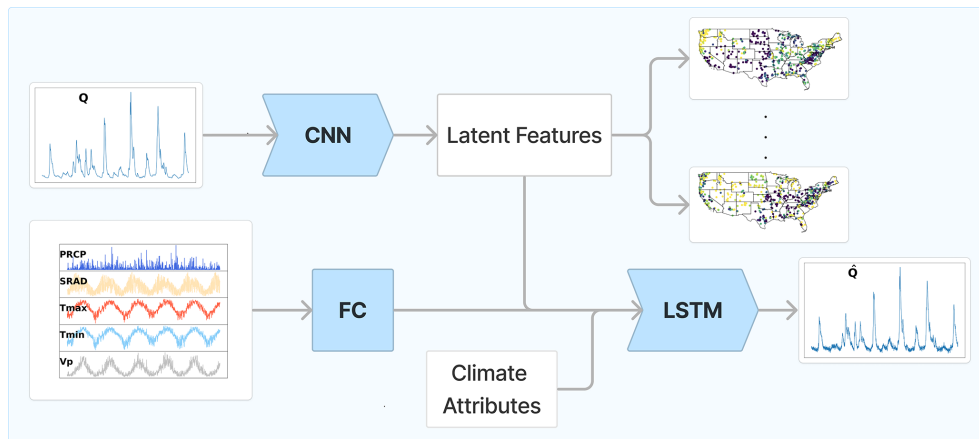 Q
CNN
Latent Features
PRCP
SRAD
Tmax
Tmin
Vp
FC
LSTM
Q̂
Climate
Attributes